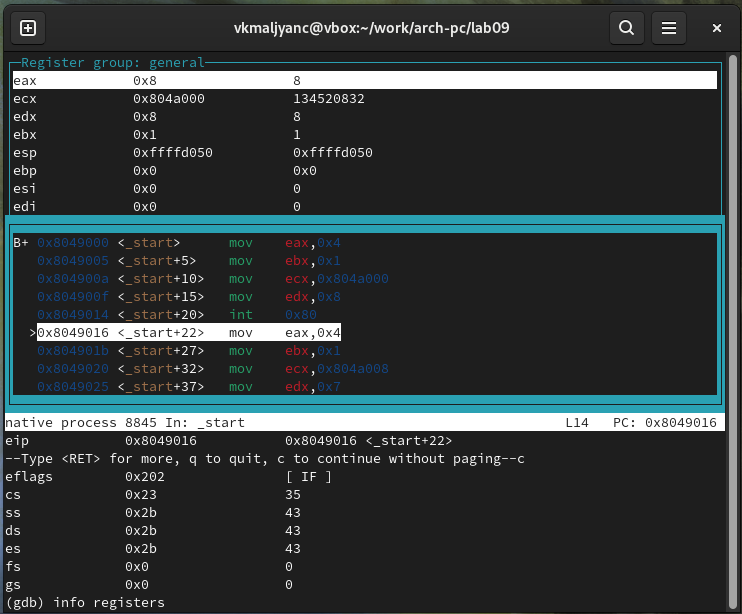 vkmaljyanc@vbox:~/work/arch-pc/lab09
Register group: general
eax 0x8 8
ecx 0x804a000 134520832
edx 0x8 8
ebx 0x1 1
esp 0xffffd050 0xffffd050
ebp 0x0 0x0
esi 0x0 0
edi 0x0 0
B+ 0x8049000 <_start> mov eax,0x4
0x8049005 <_start+5> mov ebx,0x1
0x804900a <_start+10> mov ecx,0x804a000
0x804900f <_start+15> mov edx,0x8
0x8049014 <_start+20> int 0x80
>0x8049016 <_start+22> mov eax,0x4
0x804901b <_start+27> mov ebx,0x1
0x8049020 <_start+32> mov ecx,0x804a008
0x8049025 <_start+37> mov edx,0x7
native process 8845 In: _start L14 PC: 0x8049016
eip 0x8049016 0x8049016 <_start+22>
--Type <RET> for more, q to quit, c to continue without paging--c
eflags 0x202 [ IF ]
cs 0x23 35
ss 0x2b 43
ds 0x2b 43
es 0x2b 43
fs 0x0 0
gs 0x0 0
(gdb) info registers